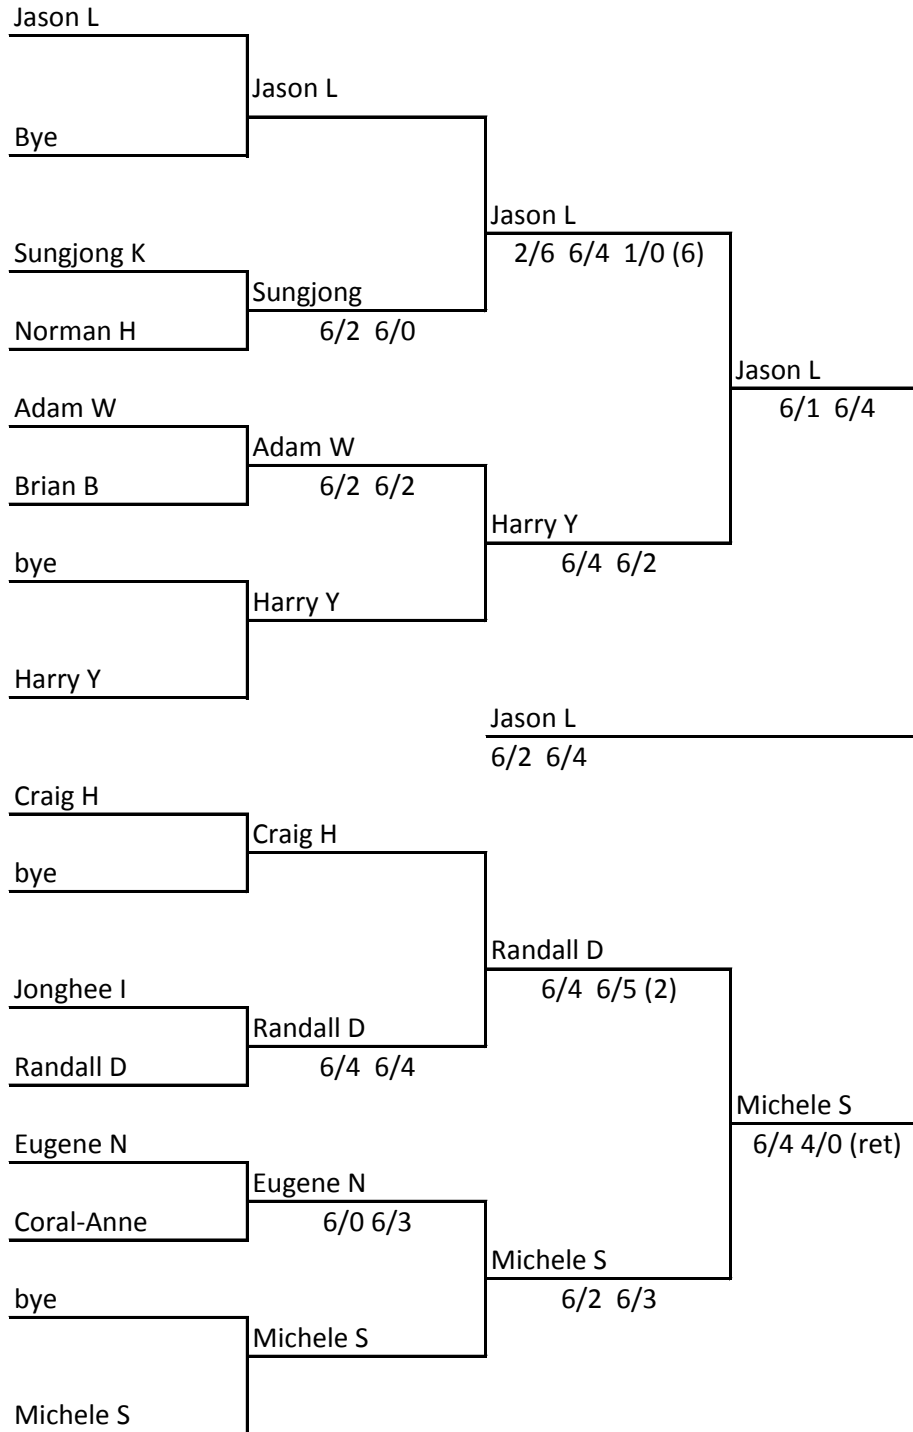 Jason L
Jason L
Bye
Jason L
2/6  6/4  1/0 (6)
Sungjong K
Sungjong
6/2  6/0
Norman H
Jason L
6/1  6/4
Adam W
Adam W
6/2  6/2
Brian B
Harry Y
6/4  6/2
bye
Harry Y
Harry Y
Jason L
6/2  6/4
Craig H
Craig H
bye
Randall D
6/4  6/5 (2)
Jonghee I
Randall D
6/4  6/4
Randall D
Michele S
6/4 4/0 (ret)
Eugene N
Eugene N
6/0 6/3
Coral-Anne
Michele S
6/2  6/3
bye
Michele S
Michele S